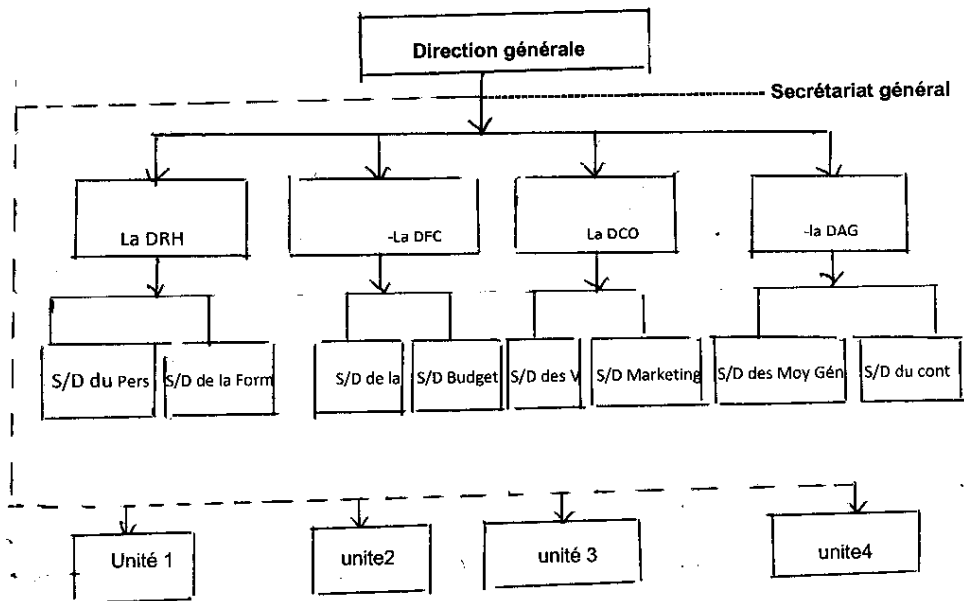 Direction générale
Secrétariat général
La DRH
-La DFC
La DCO
-la DAG
S/D du Pers
S/D de la Form
S/D de la
S/D Budget
S/D des V
S/D Marketing
S/D des Moy Gén
S/D du cont
Unité 1
unite2
unité 3
unite4